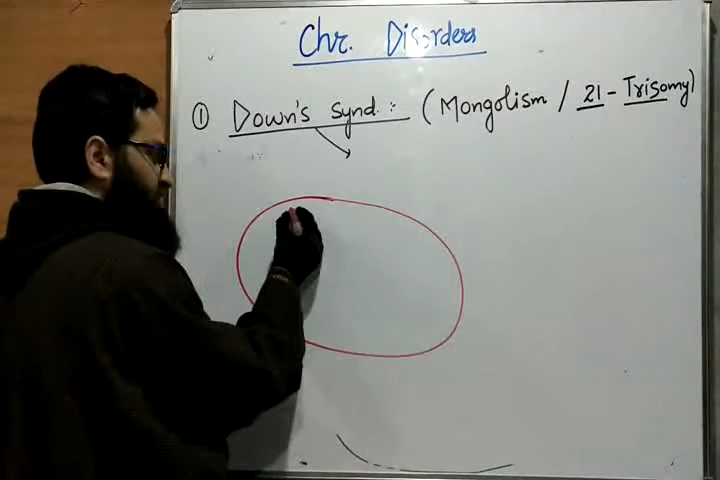 Chr. Disorders
① Down's Synd. : (Mongolism / 21 - Trisomy)